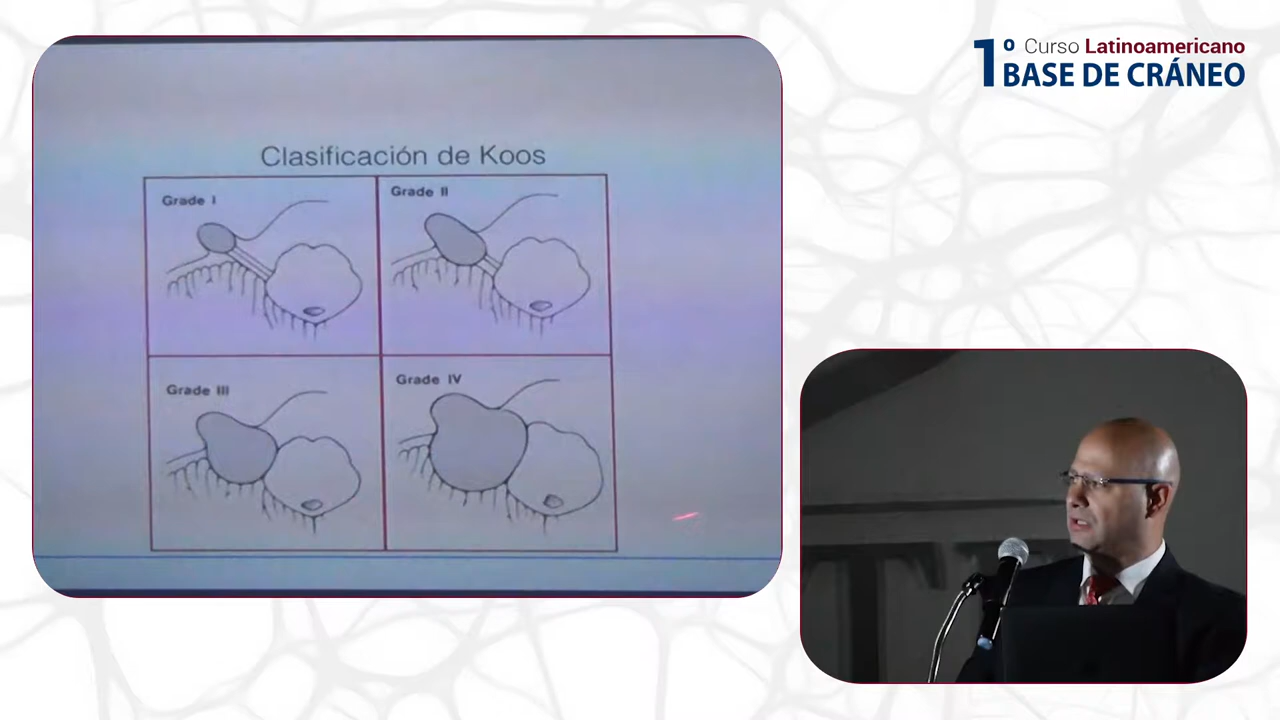 1º Curso Latinoamericano
BASE DE CRÁNEO
Clasificación de Koos
Grade I
Grade II
Grade III
Grade IV